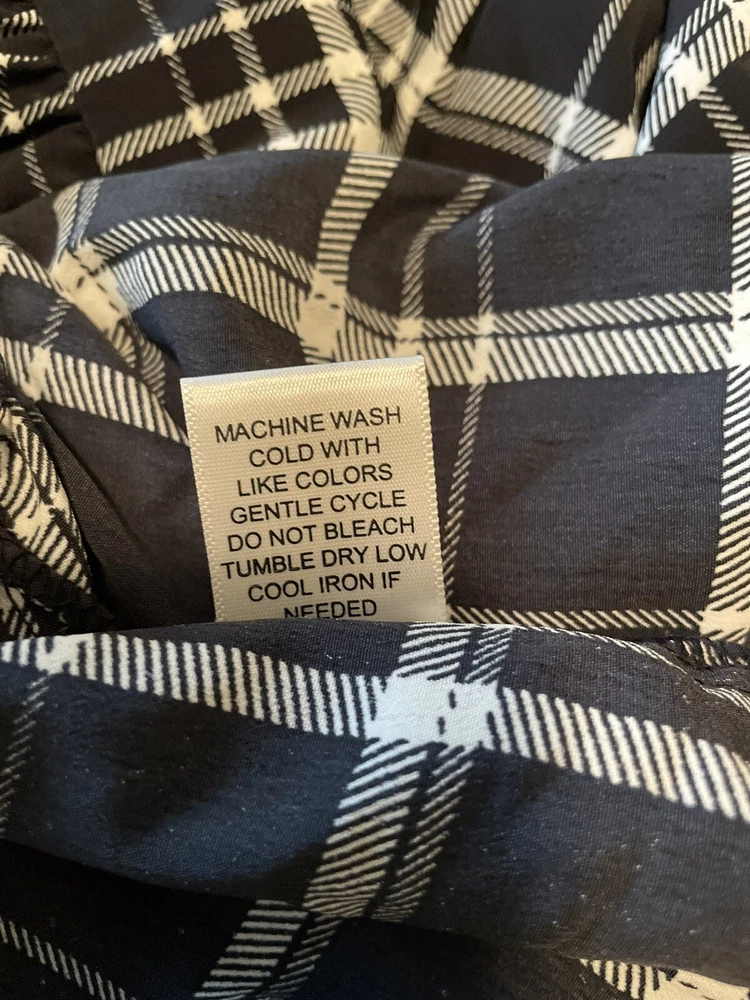 MACHINE WASH
COLD WITH
LIKE COLORS
GENTLE CYCLE
DO NOT BLEACH
TUMBLE DRY LOW
COOL IRON IF
NEEDED